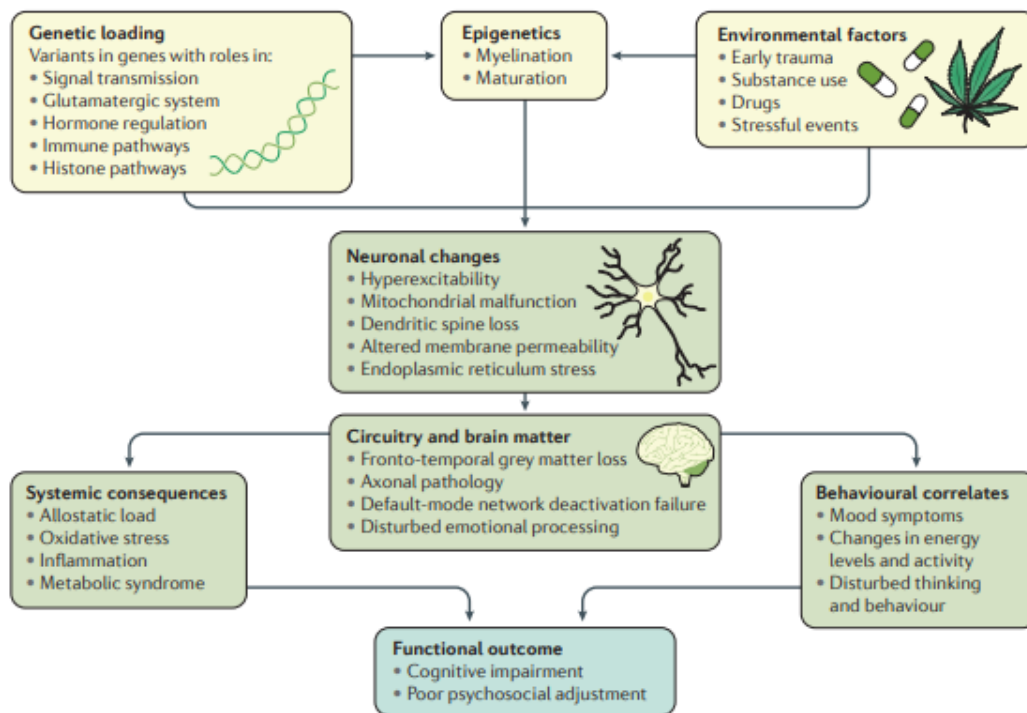 Genetic loading
Variants in genes with roles in:
• Signal transmission
• Glutamatergic system
• Hormone regulation
• Immune pathways
• Histone pathways
Epigenetics
• Myelination
• Maturation
Environmental factors
• Early trauma
• Substance use
• Drugs
• Stressful events
Neuronal changes
• Hyperexcitability
• Mitochondrial malfunction
• Dendritic spine loss
• Altered membrane permeability
• Endoplasmic reticulum stress
Circuitry and brain matter
• Fronto-temporal grey matter loss
• Axonal pathology
• Default-mode network deactivation failure
• Disturbed emotional processing
Systemic consequences
• Allostatic load
• Oxidative stress
• Inflammation
• Metabolic syndrome
Behavioural correlates
• Mood symptoms
• Changes in energy
levels and activity
• Disturbed thinking
and behaviour
Functional outcome
• Cognitive impairment
• Poor psychosocial adjustment